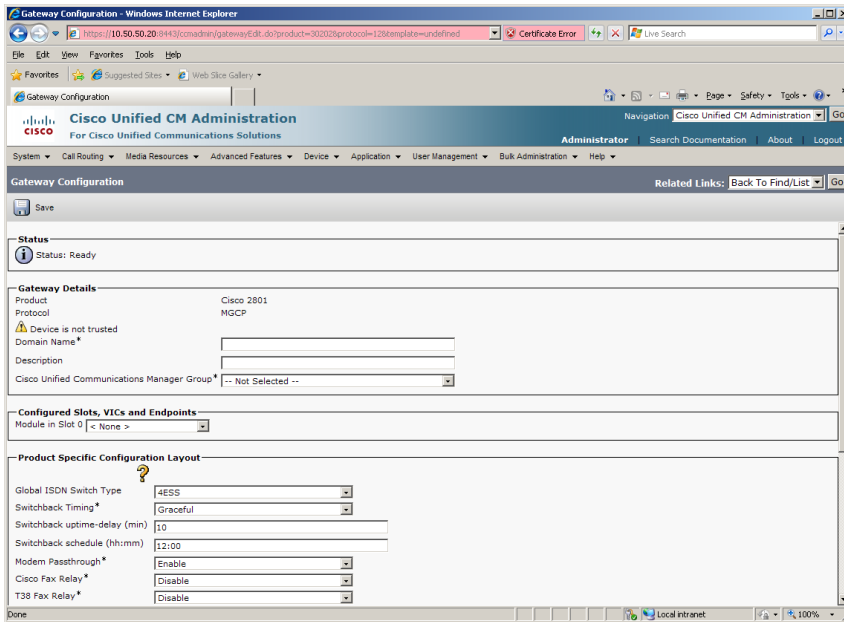 Gateway Configuration - Windows Internet Explorer
https://10.50.50.20:8443/ccmadmin/gatewayEdit.do?product=30202&protocol=12&template=undefined Certificate Error Live Search
File Edit View Favorites Tools Help
Favorites Suggested Sites Web Slice Gallery
Gateway Configuration Page Safety Tools
CISCO Cisco Unified CM Administration Navigation Cisco Unified CM Administration Go
For Cisco Unified Communications Solutions
Administrator Search Documentation About Logout
System Call Routing Media Resources Advanced Features Device Application User Management Bulk Administration Help
Gateway Configuration Related Links: Back To Find/List Go
Save
Status
Status: Ready
Gateway Details
Product Cisco 2801
Protocol MGCP
Device is not trusted
Domain Name*
Description
Cisco Unified Communications Manager Group* -- Not Selected --
Configured Slots, VICs and Endpoints
Module in Slot 0 < None >
Product Specific Configuration Layout
?
Global ISDN Switch Type 4ESS
Switchback Timing* Graceful
Switchback uptime-delay (min) 10
Switchback schedule (hh:mm) 12:00
Modem Passthrough* Enable
Cisco Fax Relay* Disable
T38 Fax Relay* Disable
Done Local intranet 100%